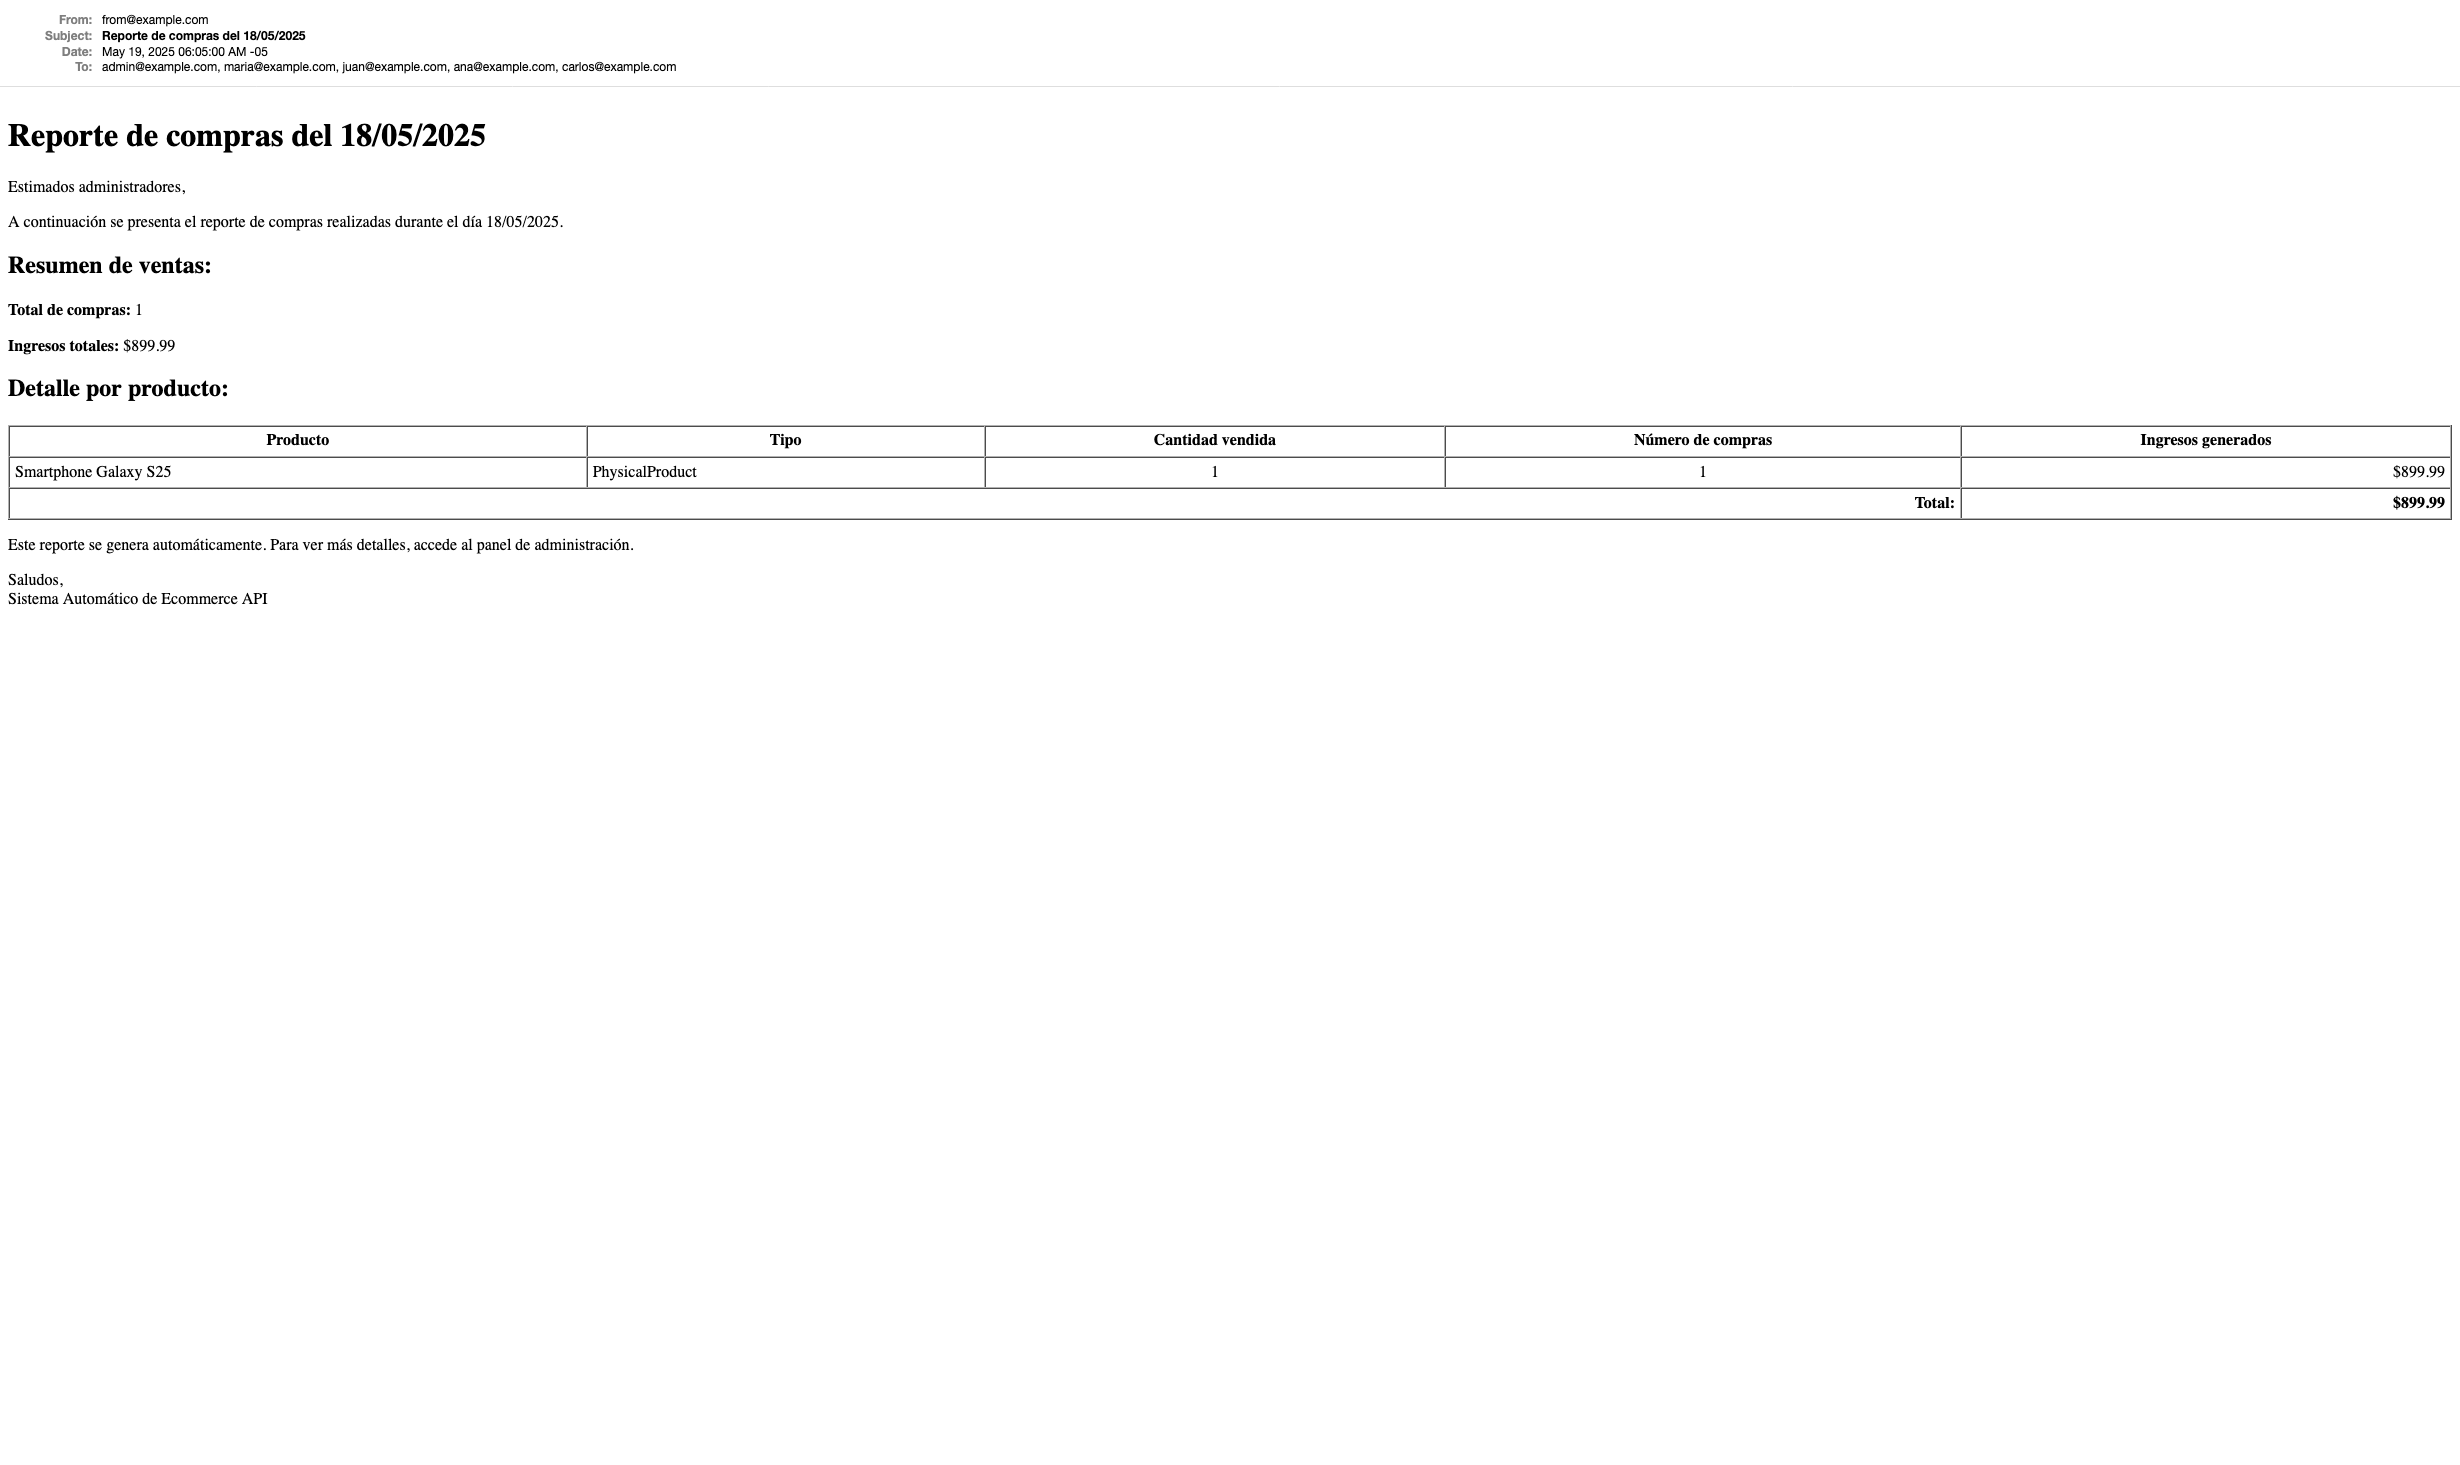 From: from@example.com
Subject: Reporte de compras del 18/05/2025
Date: May 19, 2025 06:05:00 AM -05
To: admin@example.com, maria@example.com, juan@example.com, ana@example.com, carlos@example.com
Reporte de compras del 18/05/2025
Estimados administradores,
A continuación se presenta el reporte de compras realizadas durante el día 18/05/2025.
Resumen de ventas:
Total de compras: 1
Ingresos totales: $899.99
Detalle por producto:
Producto Tipo Cantidad vendida Número de compras Ingresos generados
Smartphone Galaxy S25 PhysicalProduct 1 1 $899.99
Total: $899.99
Este reporte se genera automáticamente. Para ver más detalles, accede al panel de administración.
Saludos,
Sistema Automático de Ecommerce API